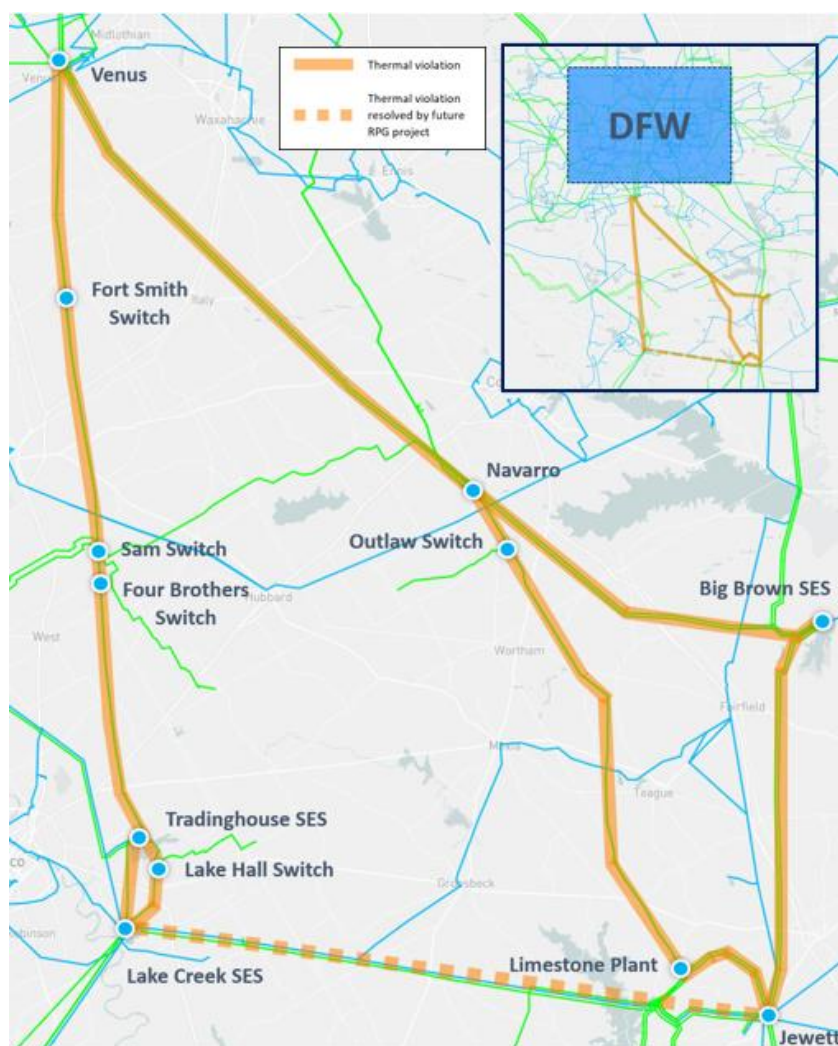 Midlothian
Venus
Venus
Waxahachie
Ennis
Thermal violation
Thermal violation
resolved by future
RPG project
DFW
Fort Smith
Switch
Italy
Navarro
Outlaw Switch
Sam Switch
Four Brothers
Switch
Hubbard
Big Brown SES
West
Wortham
Fairfield
Mexia
Teague
Tradinghouse SES
Lake Hall Switch
Groesbeck
Lake Creek SES
Limestone Plant
Jewett